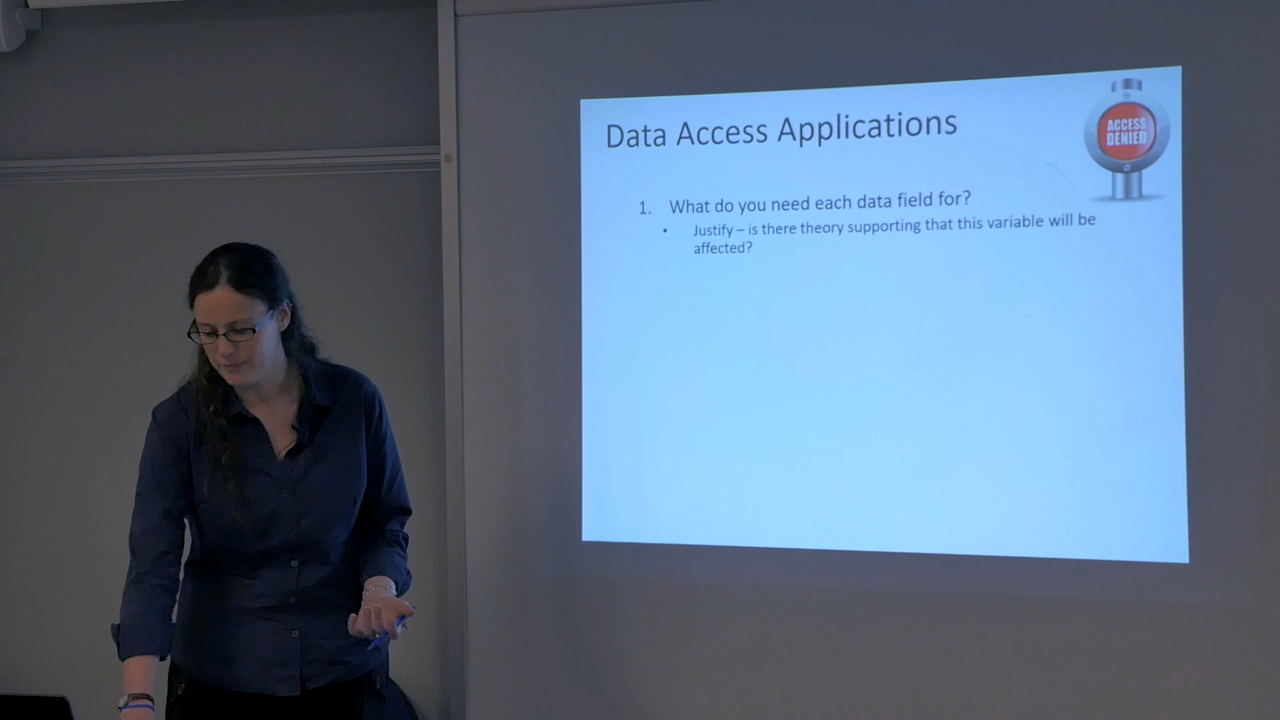 Data Access Applications
ACCESS
DENIED
1. What do you need each data field for?
• Justify – is there theory supporting that this variable will be
affected?